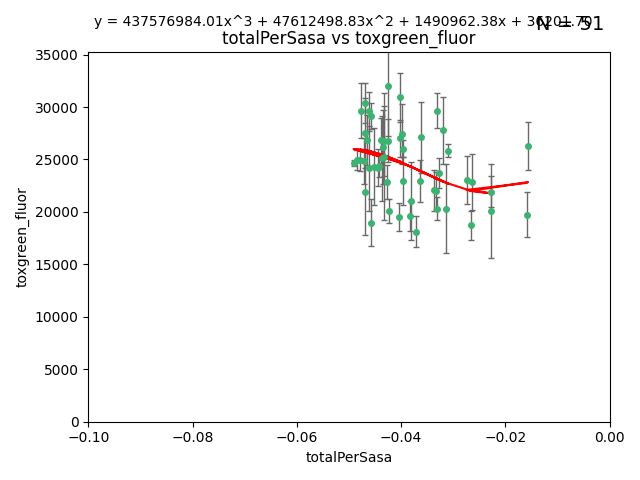 y = 437576984.01x^3 + 47612498.83x^2 + 1490962.38x + 36201.70
N = 51
totalPerSasa vs toxgreen_fluor
35000
30000
25000
20000
15000
10000
5000
0
toxgreen_fluor
−0.10 −0.08 −0.06 −0.04 −0.02 0.00
totalPerSasa